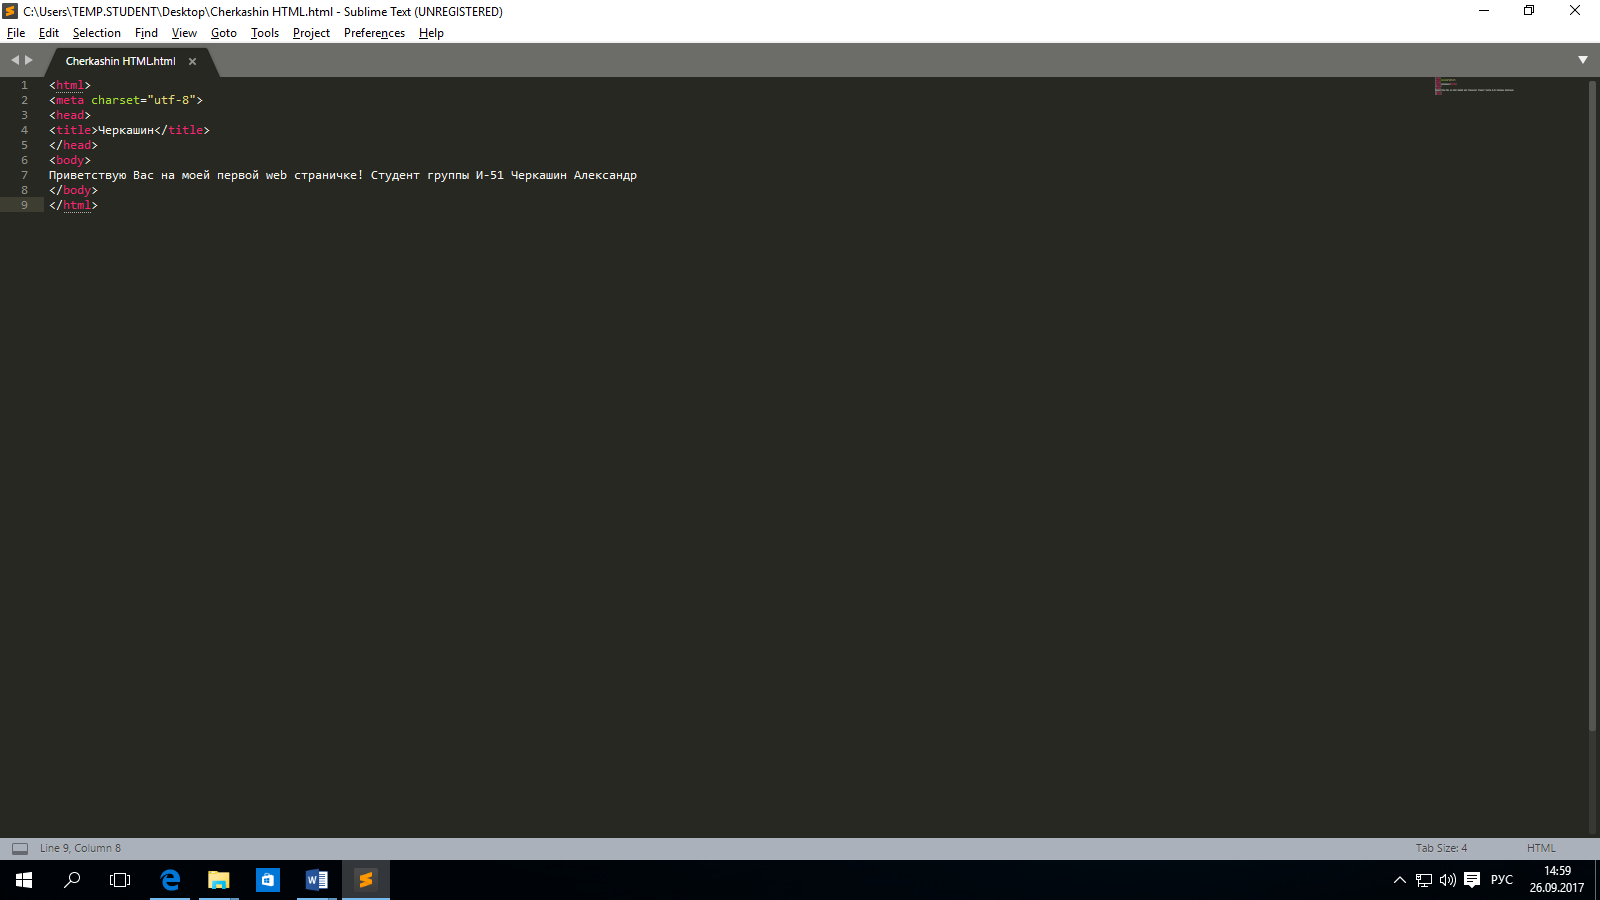 C:\Users\TEMP.STUDENT\Desktop\Cherkashin HTML.html - Sublime Text (UNREGISTERED)
File Edit Selection Find View Goto Tools Project Preferences Help
Cherkashin HTML.html ×
1 <html>
2 <meta charset="utf-8">
3 <head>
4 <title>Черкашин</title>
5 </head>
6 <body>
7 Приветствую Вас на моей первой web страничке! Студент группы И-51 Черкашин Александр
8 </body>
9 </html>
Line 9, Column 8 Tab Size: 4 HTML
РУС 14:59
26.09.2017